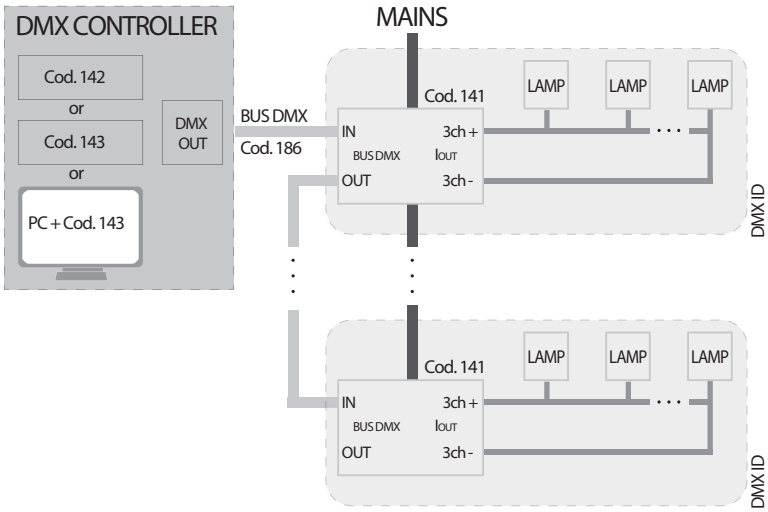 DMX CONTROLLER
Cod. 142
or
Cod. 143
or
PC + Cod. 143
DMX
OUT
BUS DMX
Cod. 186
MAINS
Cod. 141
IN
3ch +
BUS DMX
IOUT
OUT
3ch -
LAMP
LAMP
LAMP
DMX ID
Cod. 141
IN
3ch +
BUS DMX
IOUT
OUT
3ch -
LAMP
LAMP
LAMP
DMX ID